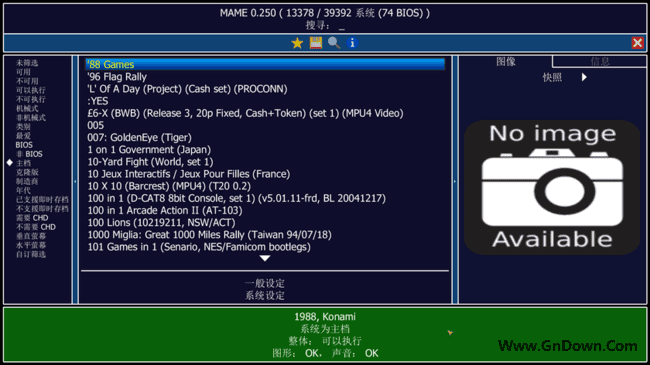 MAME 0.250 ( 13378 / 39392 系统 (74 BIOS) )
搜寻： _
未筛选
可用
不可用
可以执行
不可执行
机械式
非机械式
类别
最爱
BIOS
非 BIOS
主档
克隆版
制造商
年代
已支援即时存档
不支援即时存档
需要 CHD
不需要 CHD
垂直萤幕
水平萤幕
自订筛选
'88 Games
'96 Flag Rally
'L' Of A Day (Project) (Cash set) (PROCONN)
:YES
£6-X (BWB) (Release 3, 20p Fixed, Cash+Token) (set 1) (MPU4 Video)
005
007: GoldenEye (Tiger)
1 on 1 Government (Japan)
10-Yard Fight (World, set 1)
10 Jeux Interactifs / Jeux Pour Filles (France)
10 X 10 (Barcrest) (MPU4) (T20 0.2)
100 in 1 (D-CAT8 8bit Console, set 1) (v5.01.11-frd, BL 20041217)
100 in 1 Arcade Action II (AT-103)
100 Lions (10219211, NSW/ACT)
1000 Miglia: Great 1000 Miles Rally (Taiwan 94/07/18)
101 Games in 1 (Senario, NES/Famicom bootlegs)
一般设定
系统设定
图像
信息
快照
No image
Available
1988, Konami
系统为主档
整体： 可以执行
图形： OK， 声音： OK
Www.GnDown.Com